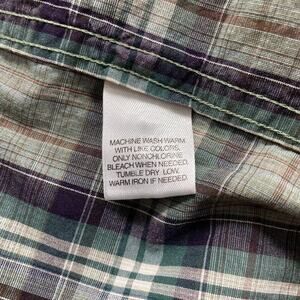 MACHINE WASH WARM
WITH LIKE COLORS.
ONLY NONCHLORINE
BLEACH WHEN NEEDED.
TUMBLE DRY LOW.
WARM IRON IF NEEDED.